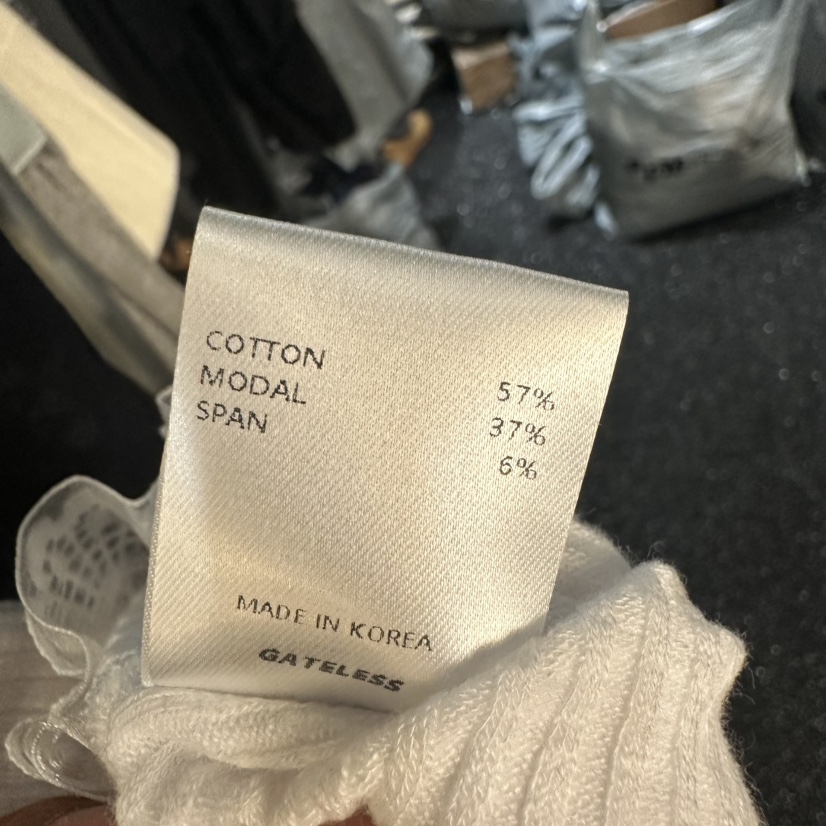 COTTON 57%
MODAL 37%
SPAN 6%
MADE IN KOREA
GATELESS